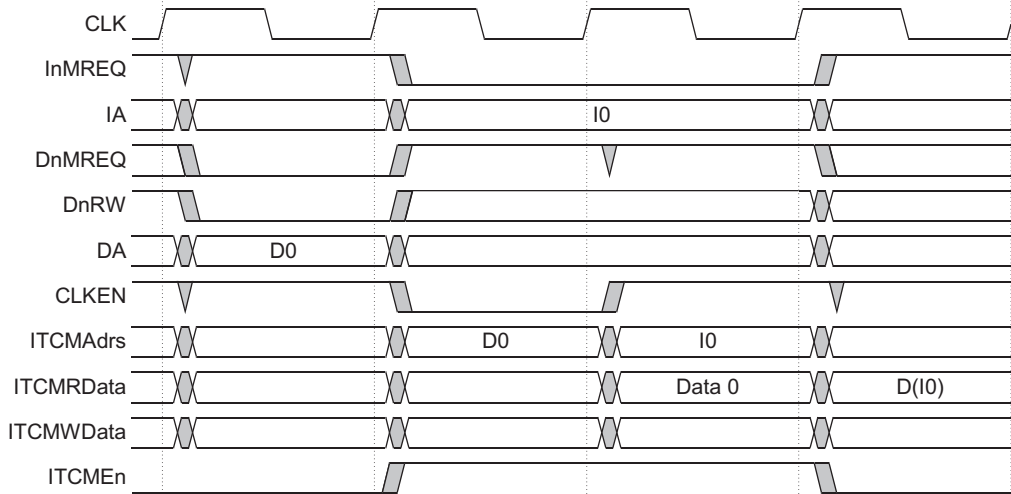 CLK
InMREQ
IA I0
DnMREQ
DnRW
DA D0
CLKEN
ITCMAdrs D0 I0
ITCMRData Data 0 D(I0)
ITCMWData
ITCMEn